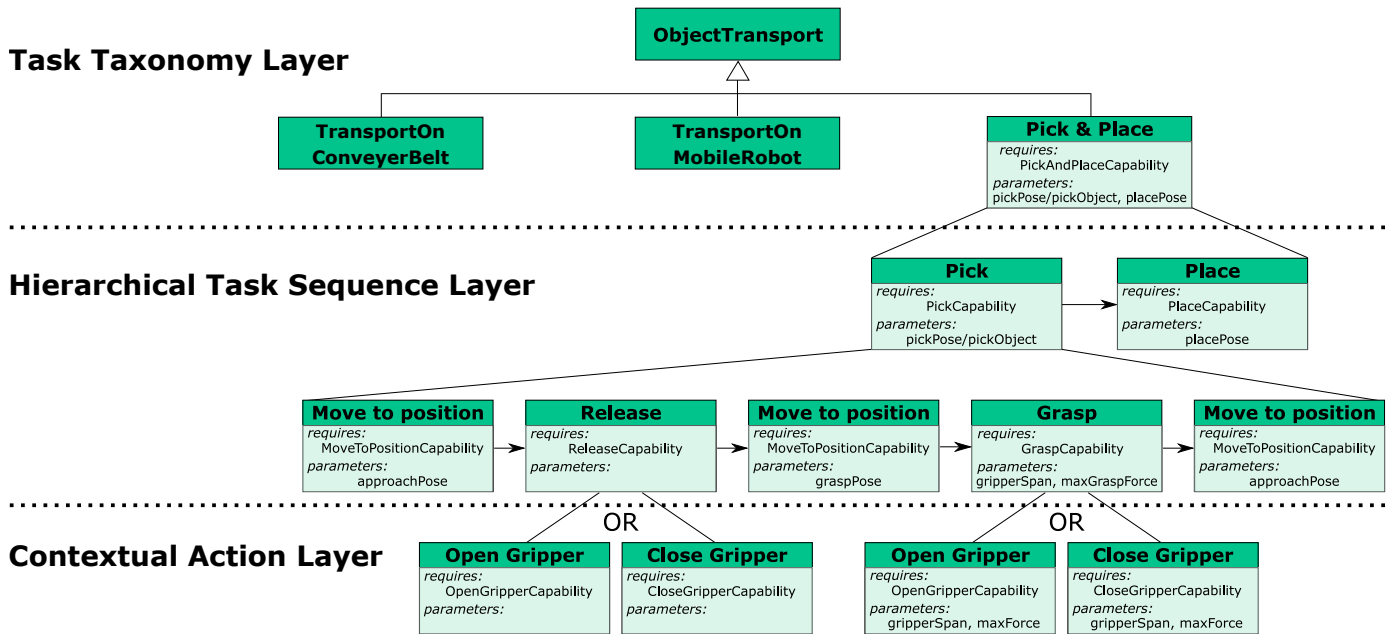 ObjectTransport
Task Taxonomy Layer
TransportOn
ConveyerBelt
TransportOn
MobileRobot
Pick & Place
requires:
PickAndPlaceCapability
parameters:
pickPose/pickObject, placePose
Hierarchical Task Sequence Layer
Pick
requires:
PickCapability
parameters:
pickPose/pickObject
Place
requires:
PlaceCapability
parameters:
placePose
Move to position
requires:
MoveToPositionCapability
parameters:
approachPose
Release
requires:
ReleaseCapability
parameters:
Move to position
requires:
MoveToPositionCapability
parameters:
graspPose
Grasp
requires:
GraspCapability
parameters:
gripperSpan, maxGraspForce
Move to position
requires:
MoveToPositionCapability
parameters:
approachPose
Contextual Action Layer
OR
Open Gripper
requires:
OpenGripperCapability
parameters:
Close Gripper
requires:
CloseGripperCapability
parameters:
OR
Open Gripper
requires:
OpenGripperCapability
parameters:
gripperSpan, maxForce
Close Gripper
requires:
CloseGripperCapability
parameters:
gripperSpan, maxForce